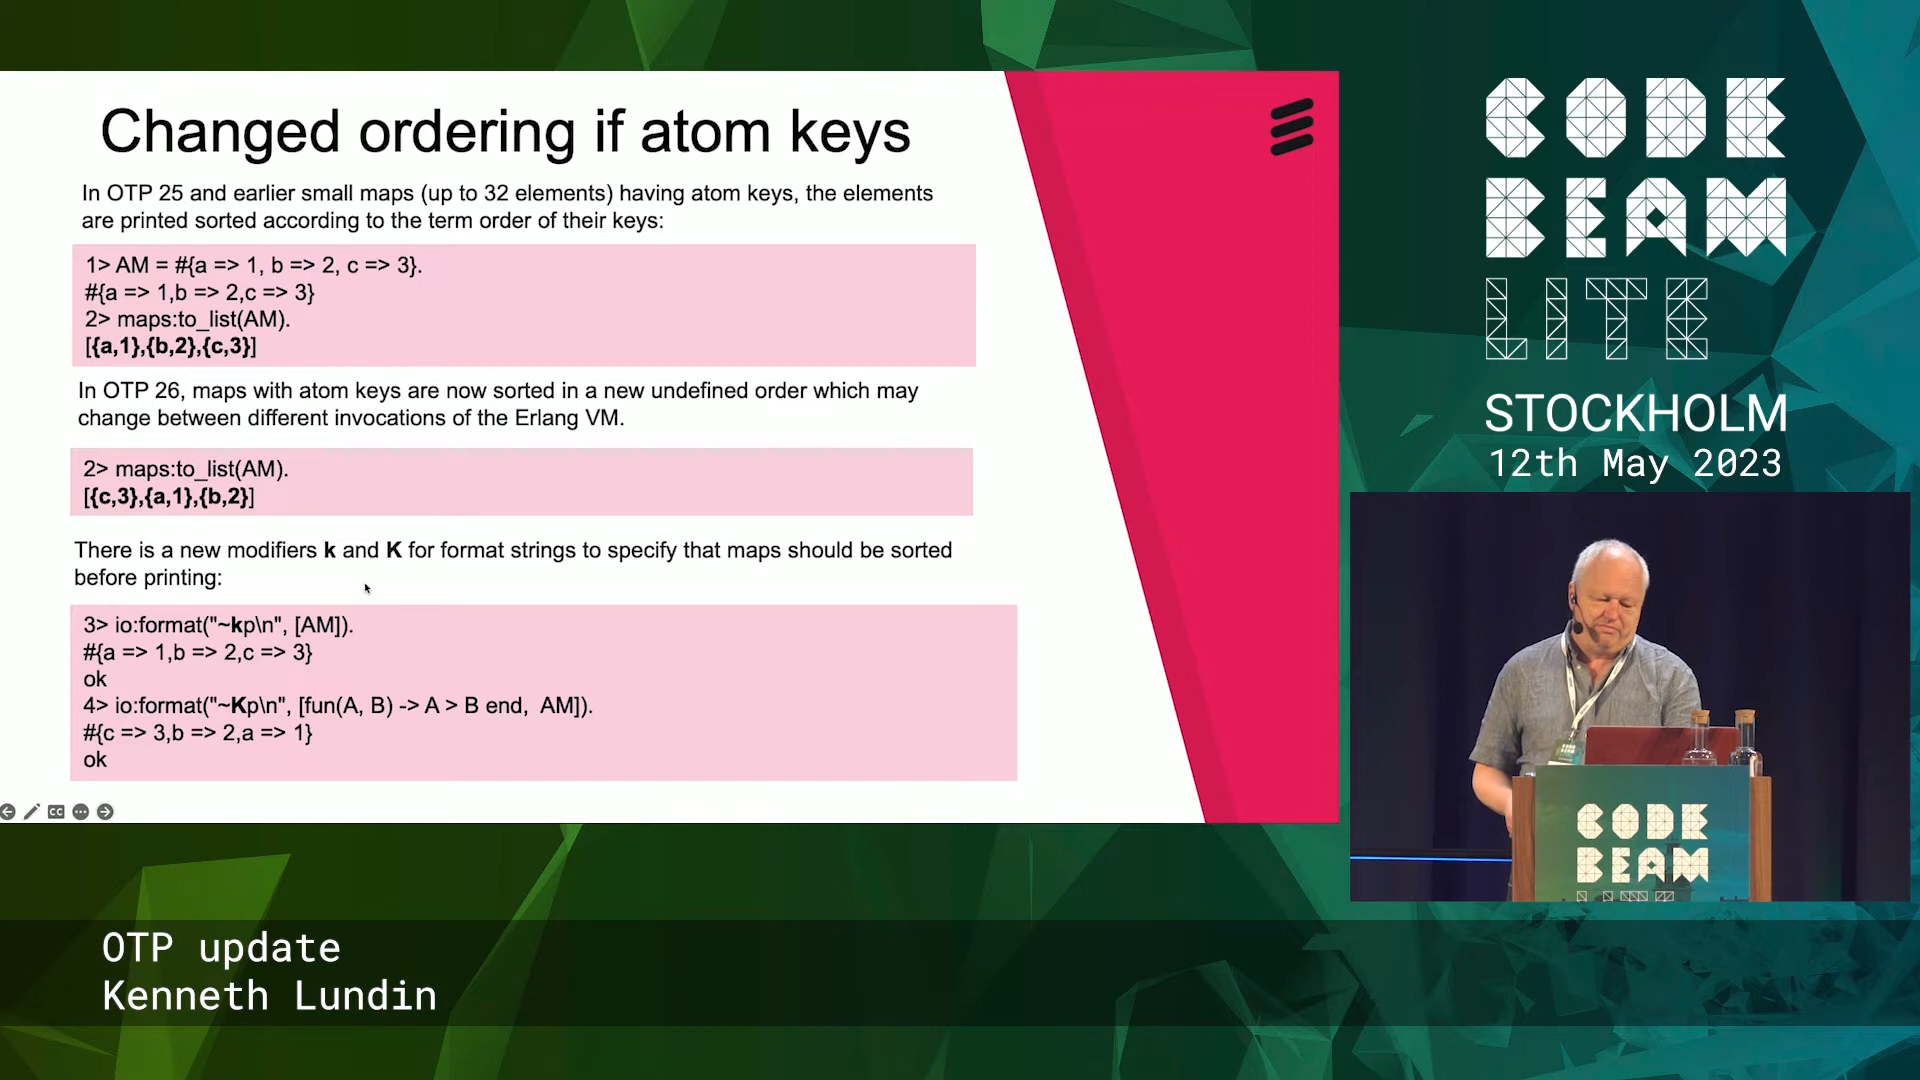 Changed ordering if atom keys
In OTP 25 and earlier small maps (up to 32 elements) having atom keys, the elements
are printed sorted according to the term order of their keys:
1> AM = #{a => 1, b => 2, c => 3}.
#{a => 1,b => 2,c => 3}
2> maps:to_list(AM).
[{a,1},{b,2},{c,3}]
In OTP 26, maps with atom keys are now sorted in a new undefined order which may
change between different invocations of the Erlang VM.
2> maps:to_list(AM).
[{c,3},{a,1},{b,2}]
There is a new modifiers k and K for format strings to specify that maps should be sorted
before printing:
3> io:format("~kp\n", [AM]).
#{a => 1,b => 2,c => 3}
ok
4> io:format("~Kp\n", [fun(A, B) -> A > B end, AM]).
#{c => 3,b => 2,a => 1}
ok
CC
CODE
BEAM
LITE
STOCKHOLM
12th May 2023
CODE
BEAM
CODE
BEAM
OTP update
Kenneth Lundin